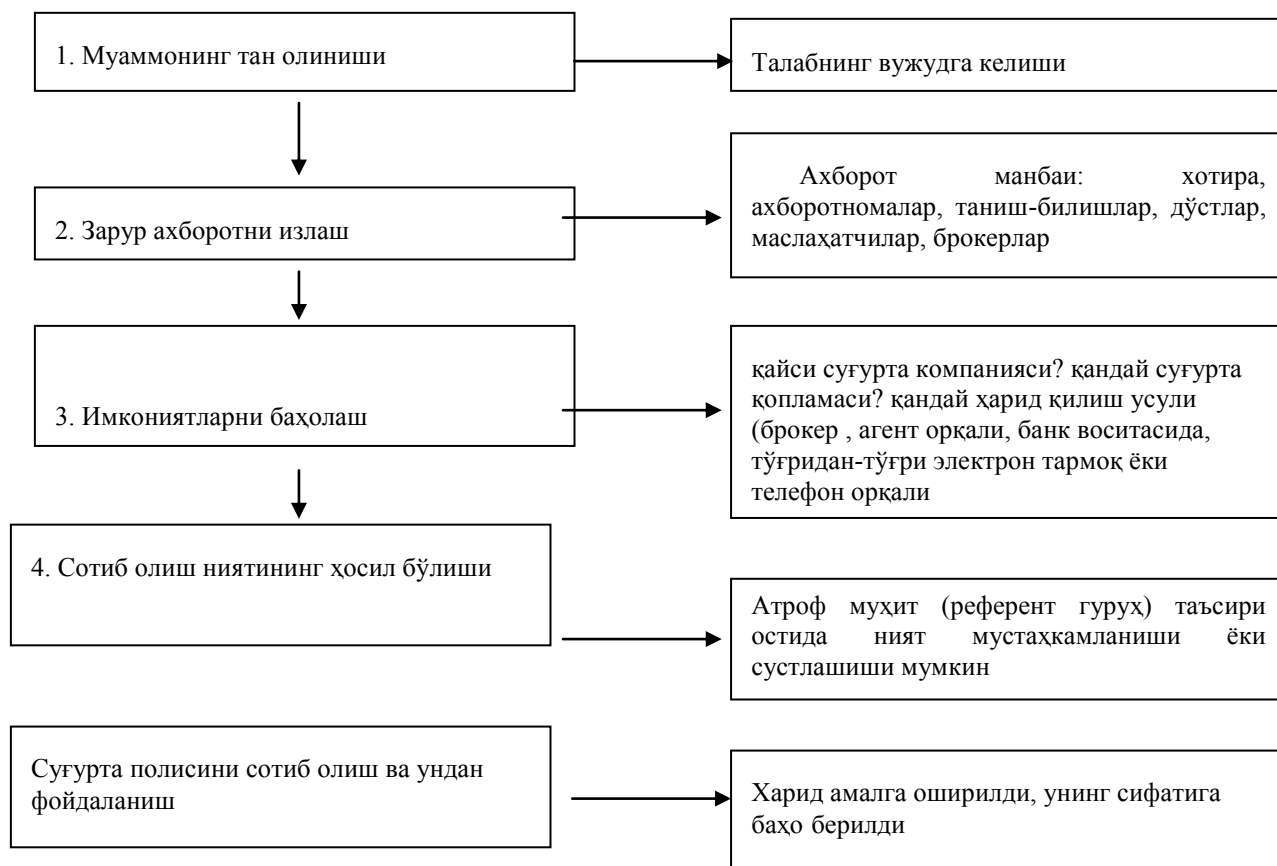 1. Муаммонинг тан олиниши
Талабнинг вужудга келиши
2. Зарур ахборотни излаш
Ахборот манбаи: хотира,
ахборотномалар, таниш-билишлар, дўстлар,
маслаҳатчилар, брокерлар
3. Имкониятларни баҳолаш
қайси суғурта компанияси? қандай суғурта
қопламаси? қандай ҳарид қилиш усули
(брокер , агент орқали, банк воситасида,
тўғридан-тўғри электрон тармоқ ёки
телефон орқали
4. Сотиб олиш ниятининг ҳосил бўлиши
Атроф муҳит (референт гуруҳ) таъсири
остида ният мустаҳкамланиши ёки
сустлашиши мумкин
Суғурта полисини сотиб олиш ва ундан
фойдаланиш
Харид амалга оширилди, унинг сифатига
баҳо берилди